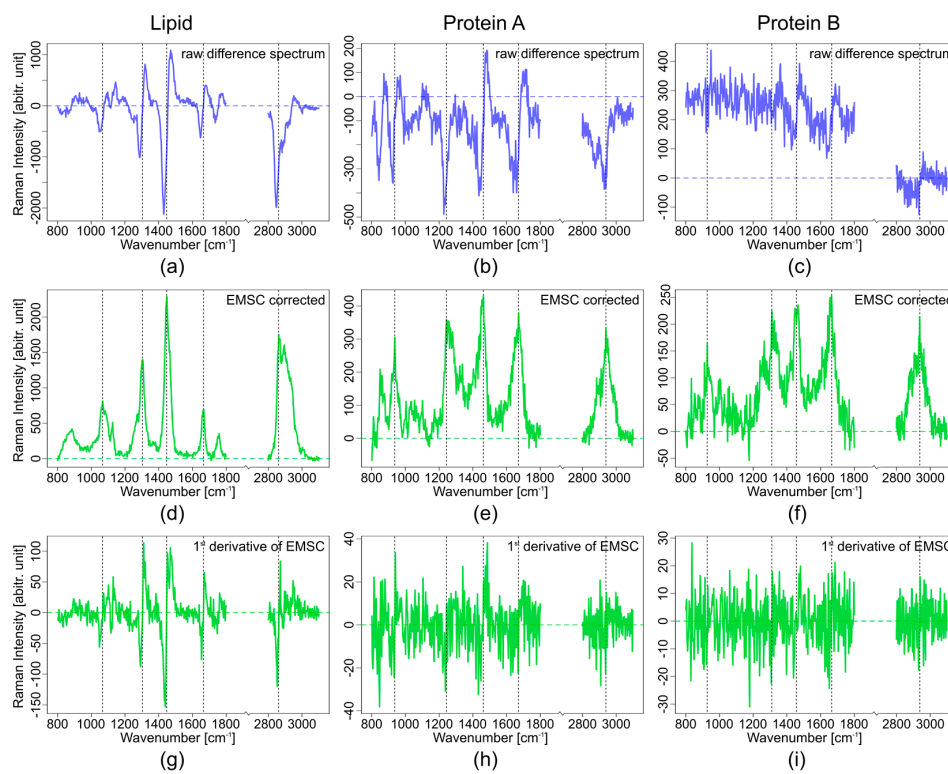 Lipid Protein A Protein B
raw difference spectrum raw difference spectrum raw difference spectrum
Raman Intensity [abitr. unit]
1000
0
-1000
-2000
800 1000 1200 1400 1600 1800 2800 3000
Wavenumber [cm-1]
(a)
200
100
0
-100
-300
-500
800 1000 1200 1400 1600 1800 2800 3000
Wavenumber [cm-1]
(b)
400
300
200
100
0
-100
800 1000 1200 1400 1600 1800 2800 3000
Wavenumber [cm-1]
(c)
EMSC corrected EMSC corrected EMSC corrected
Raman Intensity [abitr. unit]
2000
1500
1000
500
0
800 1000 1200 1400 1600 1800 2800 3000
Wavenumber [cm-1]
(d)
400
300
200
100
0
800 1000 1200 1400 1600 1800 2800 3000
Wavenumber [cm-1]
(e)
250
200
150
100
50
0
-50
800 1000 1200 1400 1600 1800 2800 3000
Wavenumber [cm-1]
(f)
1st derivative of EMSC 1st derivative of EMSC 1st derivative of EMSC
Raman Intensity [abitr. unit]
100
50
0
-50
-100
-150
800 1000 1200 1400 1600 1800 2800 3000
Wavenumber [cm-1]
(g)
40
20
0
-20
-40
800 1000 1200 1400 1600 1800 2800 3000
Wavenumber [cm-1]
(h)
30
20
10
0
-10
-20
-30
800 1000 1200 1400 1600 1800 2800 3000
Wavenumber [cm-1]
(i)